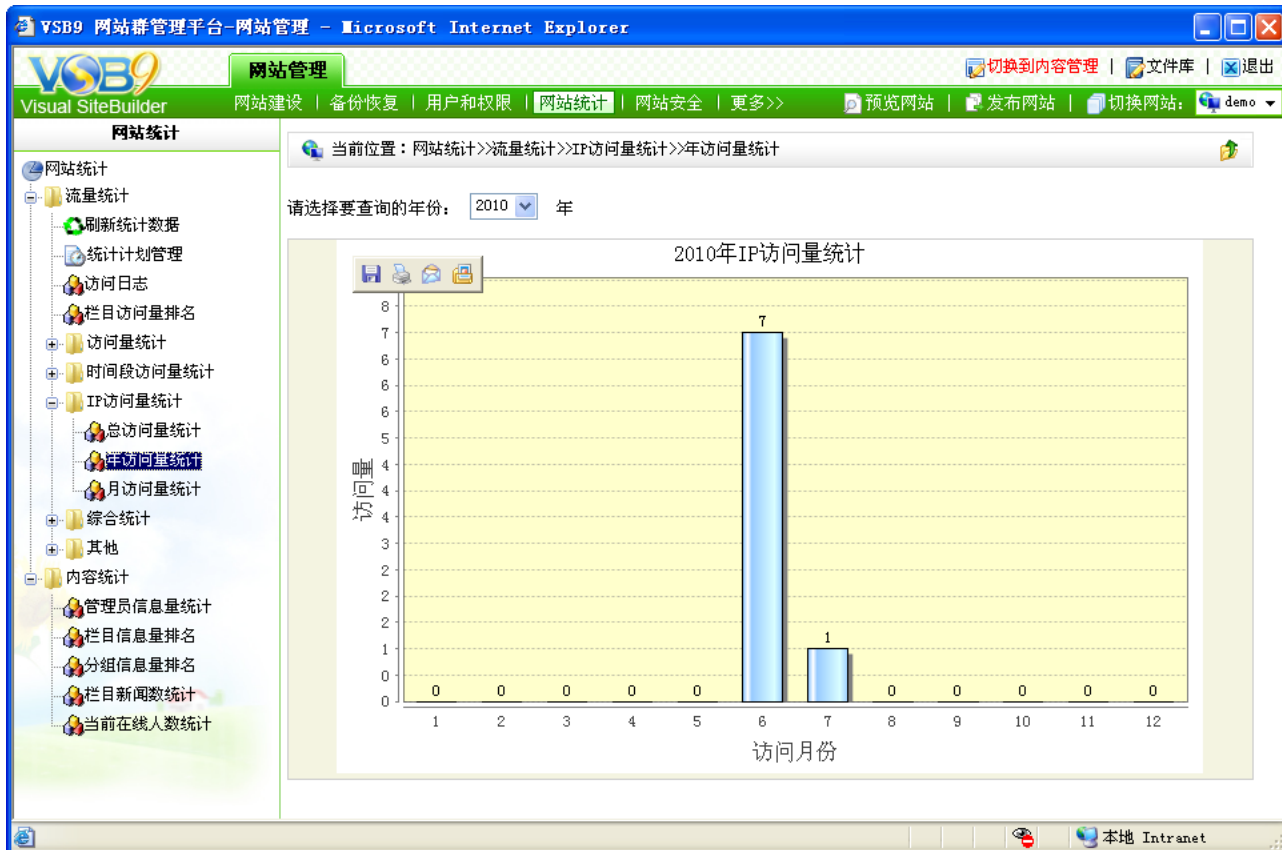 VSB9 网站群管理平台-网站管理 - Microsoft Internet Explorer
VSB9
Visual SiteBuilder
网站管理
切换到内容管理 | 文件库 | 退出
网站建设 | 备份恢复 | 用户和权限 | 网站统计 | 网站安全 | 更多>> 预览网站 | 发布网站 | 切换网站: demo
网站统计
网站统计
流量统计
刷新统计数据
统计计划管理
访问日志
栏目访问量排名
访问量统计
时间段访问量统计
IP访问量统计
总访问量统计
年访问量统计
月访问量统计
综合统计
其他
内容统计
管理员信息量统计
栏目信息量排名
分组信息量排名
栏目新闻数统计
当前在线人数统计
当前位置:网站统计>>流量统计>>IP访问量统计>>年访问量统计
请选择要查询的年份: 2010 年
2010年IP访问量统计
访问量
8
7
6
6
6
5
4
4
4
3
2
2
2
1
0
0
0 0 0 0 0 7 1 0 0 0 0 0
1 2 3 4 5 6 7 8 9 10 11 12
访问月份
本地 Intranet